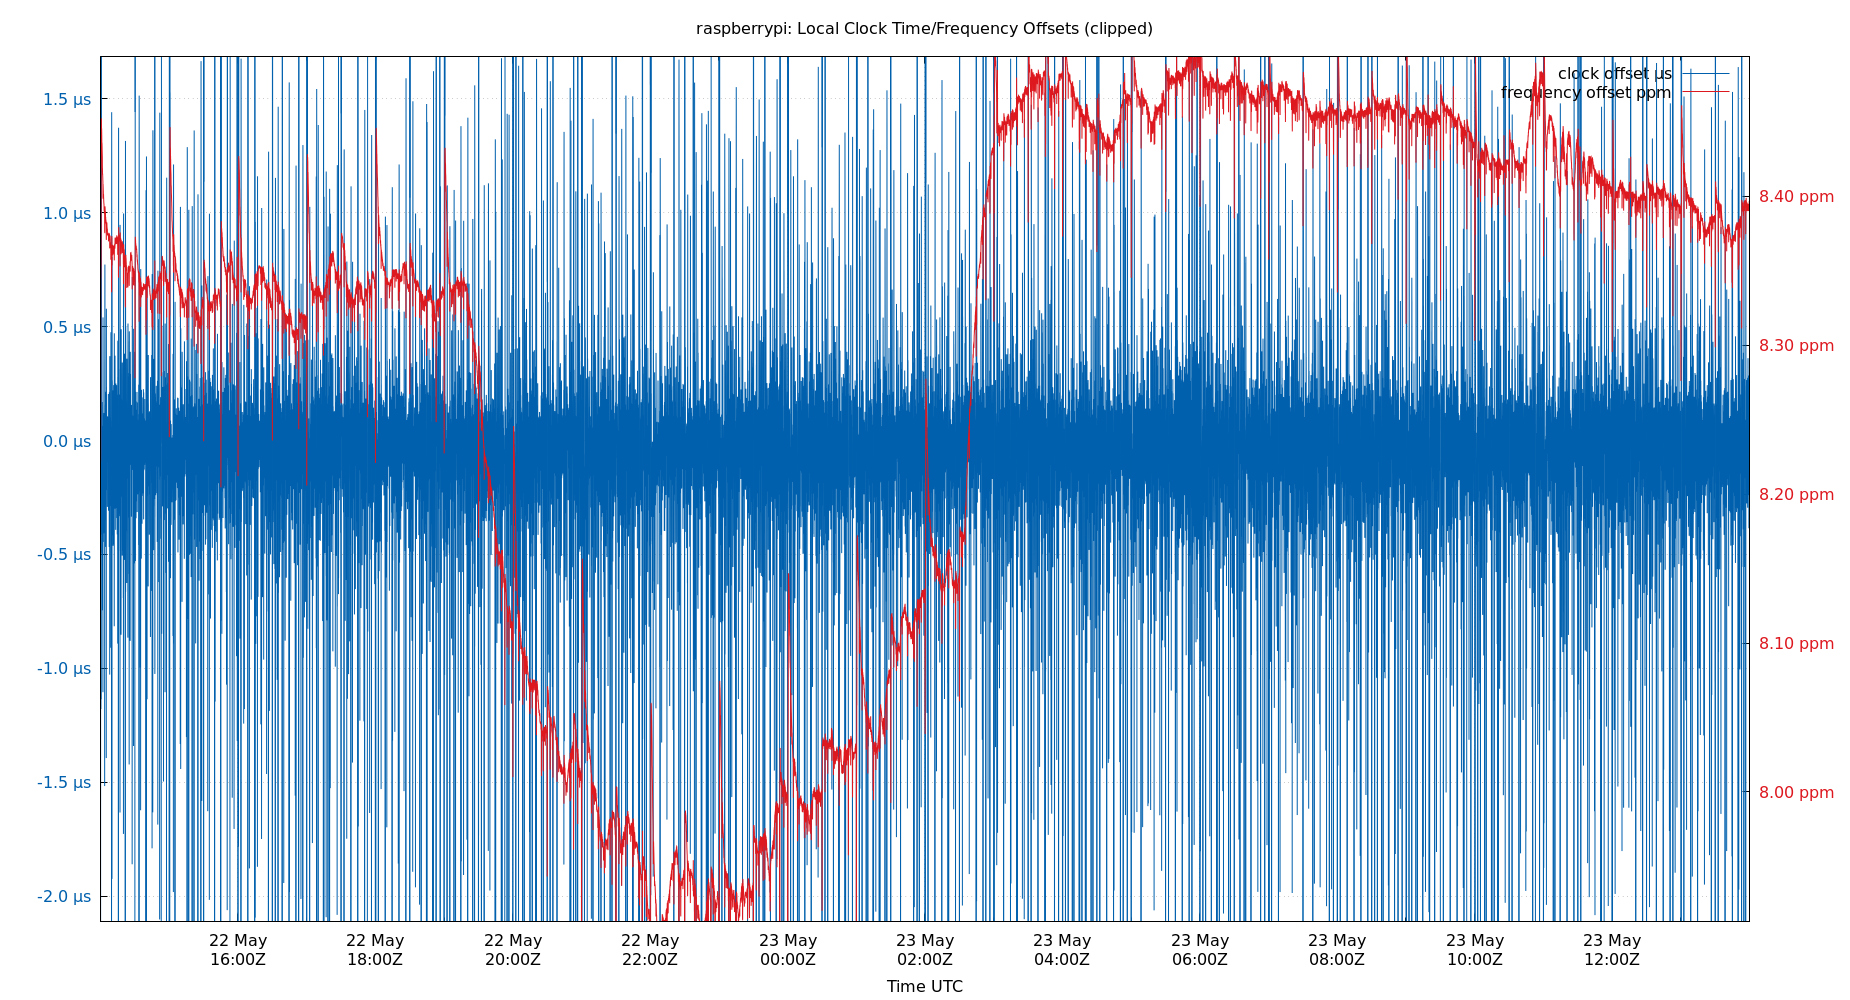 raspberrypi: Local Clock Time/Frequency Offsets (clipped)
clock offset µs
frequency offset ppm
1.5 µs
1.0 µs
0.5 µs
0.0 µs
-0.5 µs
-1.0 µs
-1.5 µs
-2.0 µs
8.40 ppm
8.30 ppm
8.20 ppm
8.10 ppm
8.00 ppm
22 May 22 May 22 May 22 May 23 May 23 May 23 May 23 May 23 May 23 May 23 May
16:00Z 18:00Z 20:00Z 22:00Z 00:00Z 02:00Z 04:00Z 06:00Z 08:00Z 10:00Z 12:00Z
Time UTC